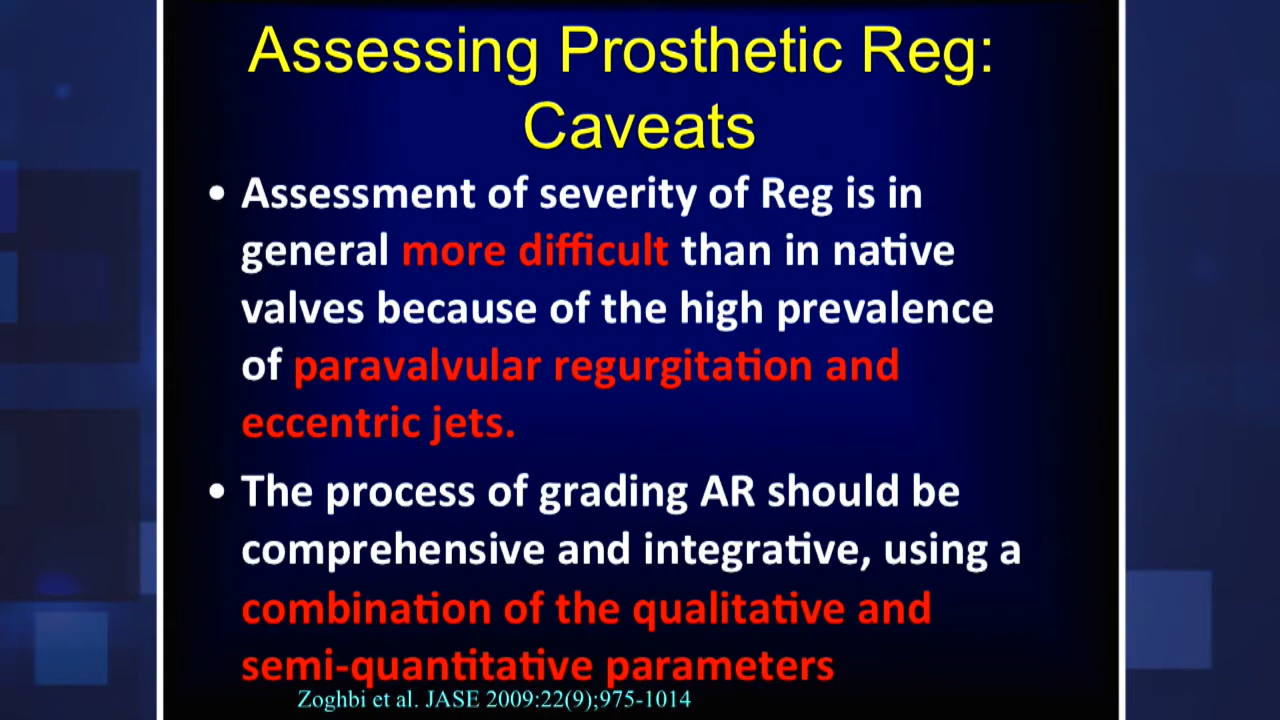 Assessing Prosthetic Reg:
Caveats
• Assessment of severity of Reg is in
general more difficult than in native
valves because of the high prevalence
of paravalvular regurgitation and
eccentric jets.
• The process of grading AR should be
comprehensive and integrative, using a
combination of the qualitative and
semi-quantitative parameters
Zoghbi et al. JASE 2009:22(9);975-1014